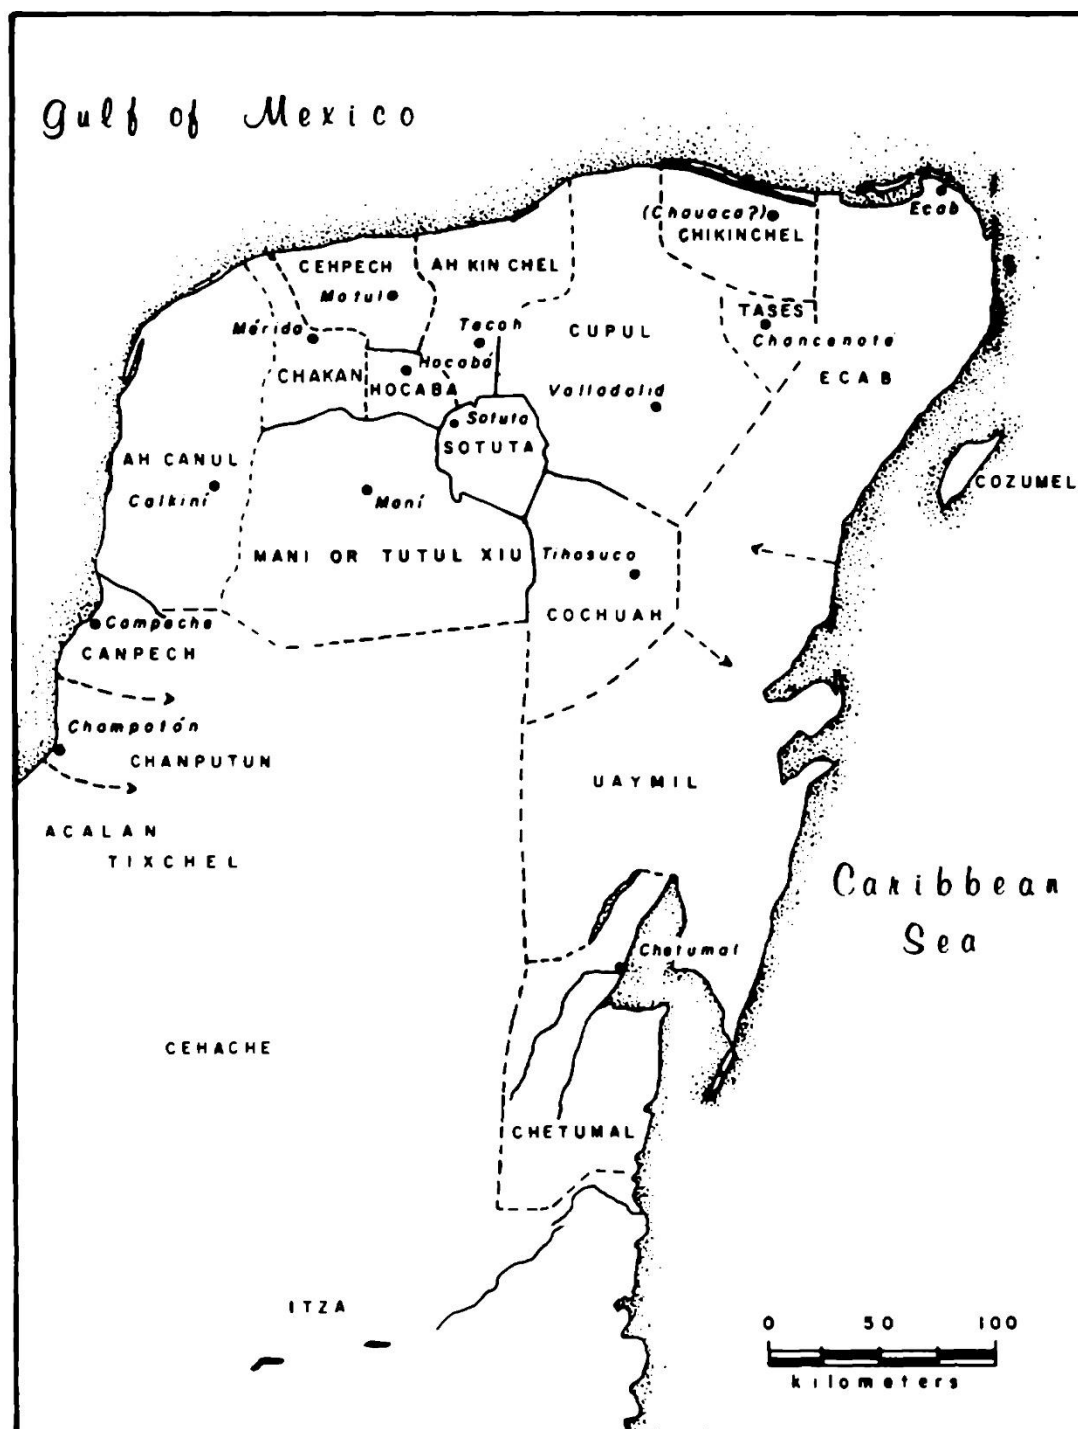 Gulf of Mexico
Ecab
(Chauaca?)
CHIKINCHEL
CEHPECH
AH KIN CHEL
Motul
TASES
Mérida
Tecoh
CUPUL
Chancenote
Hocabá
CHAKAN
HOCABA
ECAB
Valladolid
Sotuta
SOTUTA
AH CANUL
COZUMEL
Calkiní
Maní
MANI OR TUTUL XIU
Tihosuco
COCHUAH
Campeche
CANPECH
Champotón
CHANPUTUN
UAYMIL
ACALAN
TIXCHEL
Caribbean
Sea
Chetumal
CEHACHE
CHETUMAL
ITZA
0 50 100
kilometers